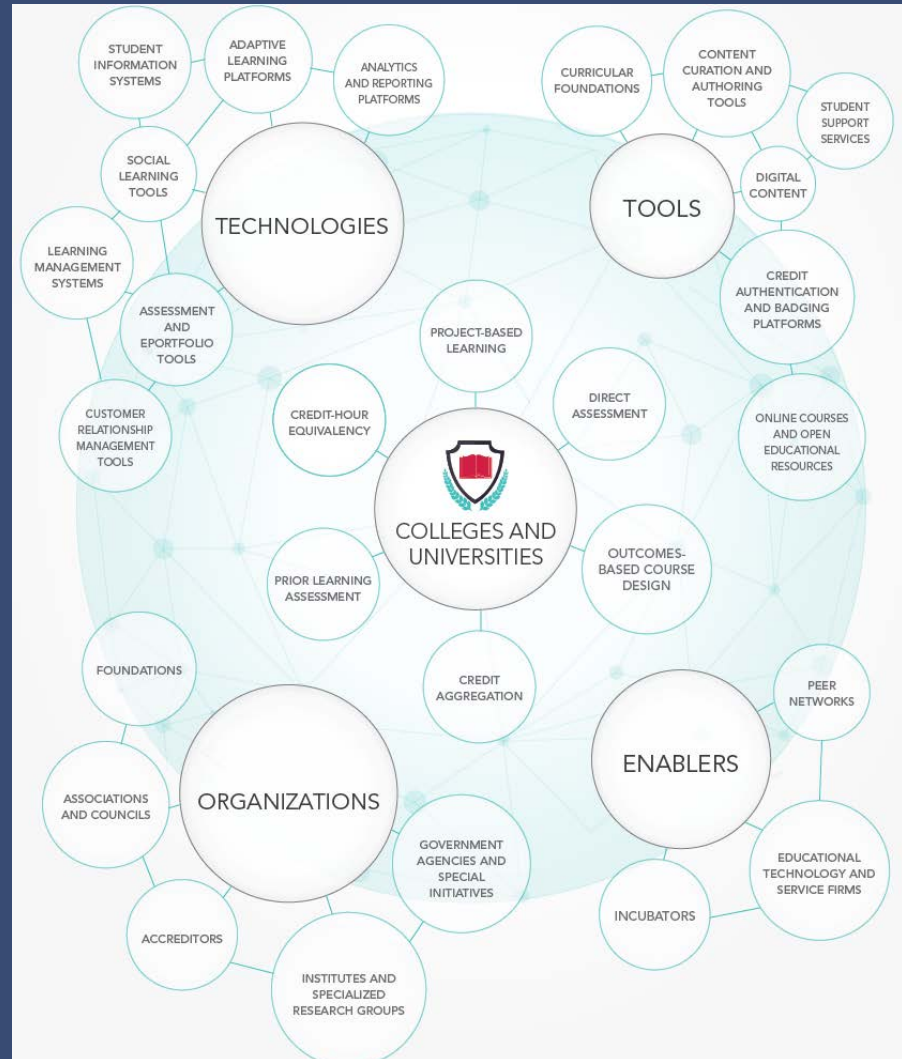 STUDENT
INFORMATION
SYSTEMS
ADAPTIVE
LEARNING
PLATFORMS
ANALYTICS
AND REPORTING
PLATFORMS
SOCIAL
LEARNING
TOOLS
TECHNOLOGIES
LEARNING
MANAGEMENT
SYSTEMS
ASSESSMENT
AND
EPORTFOLIO
TOOLS
CUSTOMER
RELATIONSHIP
MANAGEMENT
TOOLS
CURRICULAR
FOUNDATIONS
CONTENT
CURATION AND
AUTHORING
TOOLS
STUDENT
SUPPORT
SERVICES
DIGITAL
CONTENT
TOOLS
CREDIT
AUTHENTICATION
AND BADGING
PLATFORMS
ONLINE COURSES
AND OPEN
EDUCATIONAL
RESOURCES
PROJECT-BASED
LEARNING
CREDIT-HOUR
EQUIVALENCY
DIRECT
ASSESSMENT
COLLEGES AND
UNIVERSITIES
PRIOR LEARNING
ASSESSMENT
OUTCOMES-
BASED COURSE
DESIGN
CREDIT
AGGREGATION
FOUNDATIONS
ASSOCIATIONS
AND COUNCILS
ORGANIZATIONS
GOVERNMENT
AGENCIES AND
SPECIAL
INITIATIVES
ACCREDITORS
INSTITUTES AND
SPECIALIZED
RESEARCH GROUPS
PEER
NETWORKS
ENABLERS
EDUCATIONAL
TECHNOLOGY AND
SERVICE FIRMS
INCUBATORS